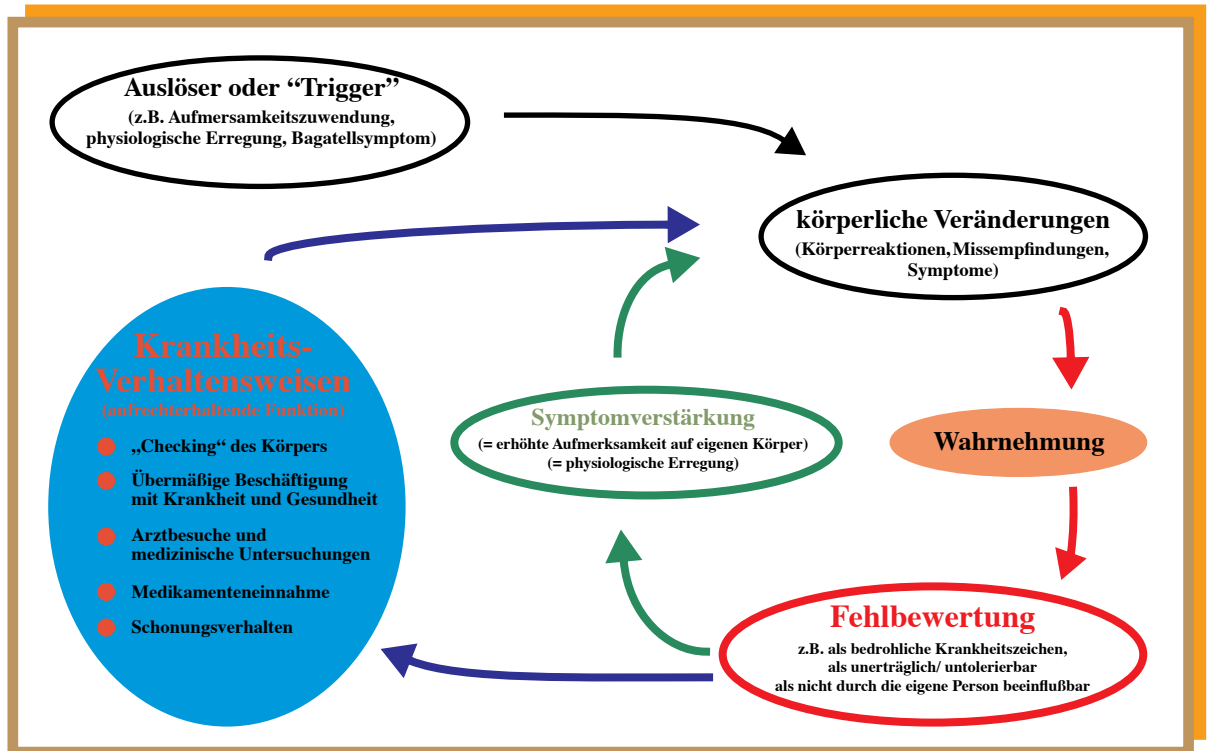 Auslöser oder “Trigger”
(z.B. Aufmersamkeitszuwendung,
physiologische Erregung, Bagatellsymptom)
körperliche Veränderungen
(Körperreaktionen, Missempfindungen,
Symptome)
Krankheits-
Verhaltensweisen
(aufrechterhaltende Funktion)
„Checking“ des Körpers
Übermäßige Beschäftigung
mit Krankheit und Gesundheit
Arztbesuche und
medizinische Untersuchungen
Medikamenteneinnahme
Schonungsverhalten
Symptomverstärkung
(= erhöhte Aufmerksamkeit auf eigenen Körper)
(= physiologische Erregung)
Wahrnehmung
Fehlbewertung
z.B. als bedrohliche Krankheitszeichen,
als unerträglich/ untolerierbar
als nicht durch die eigene Person beeinflußbar